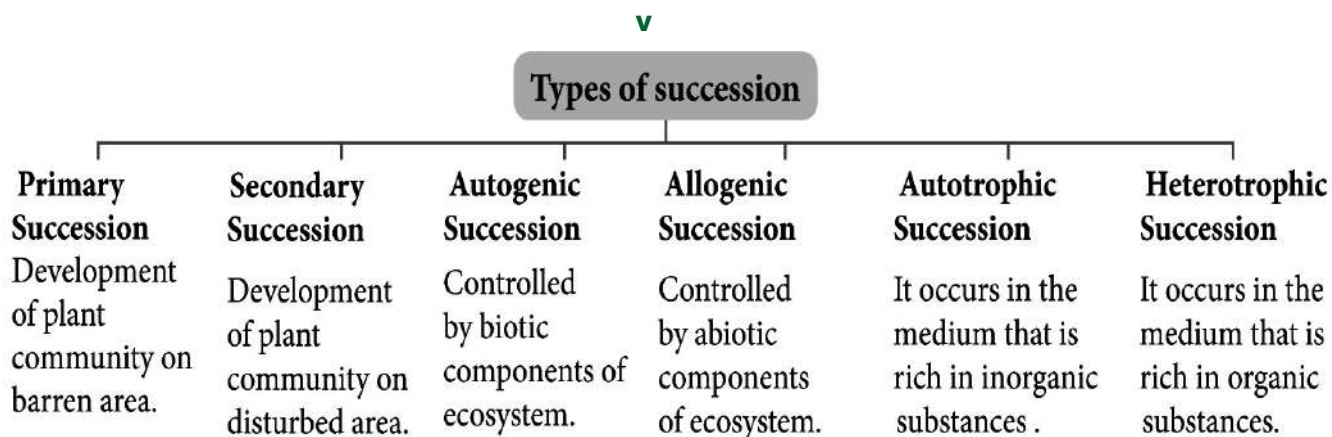 v
Types of succession
Primary
Succession
Development
of plant
community on
barren area.
Secondary
Succession
Development
of plant
community on
disturbed area.
Autogenic
Succession
Controlled
by biotic
components of
ecosystem.
Allogenic
Succession
Controlled
by abiotic
components
of ecosystem.
Autotrophic
Succession
It occurs in the
medium that is
rich in inorganic
substances .
Heterotrophic
Succession
It occurs in the
medium that is
rich in organic
substances.